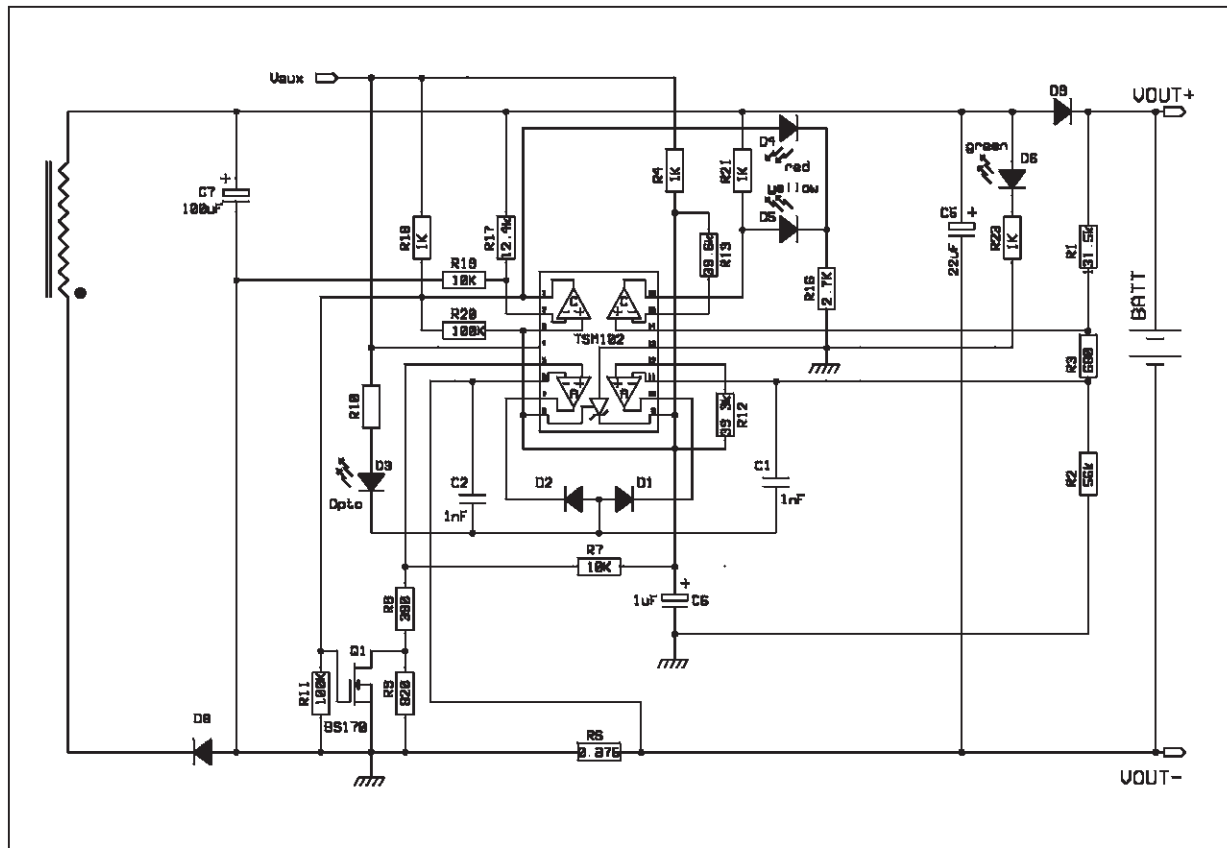 Vaux
D9
VOUT+
D4
red
yellow
D5
green
D6
C7
100uF
R18
1K
R17
12.4K
R4
1K
R21
1K
R13
C5
22uF
R23
1K
R1
31.5K
R19
10K
R16
2.7K
BATT
R20
100K
C
C
TSM102
R3
680
R10
A
A
R12
D3
Opto
C2
1nF
D2
D1
C1
1nF
R2
56K
R7
10K
1uF
C6
Q1
R11
100K
R9
820
BS170
D8
VOUT-